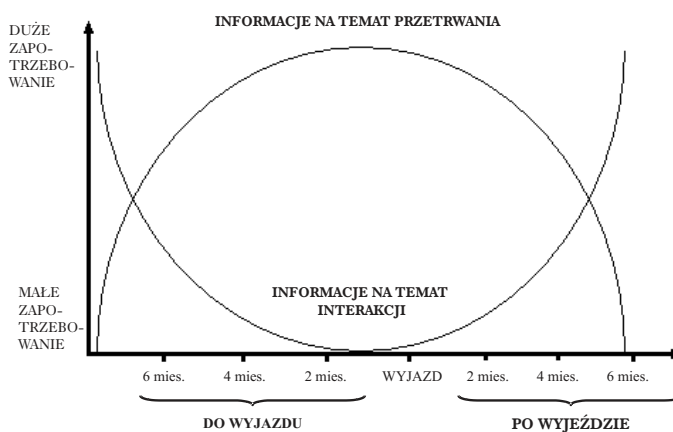 INFORMACJE NA TEMAT PRZETRWANIA
DUŻE
ZAPO-
TRZEBO-
WANIE
MAŁE
ZAPO-
TRZEBO-
WANIE
INFORMACJE NA TEMAT
INTERAKCJI
6 mies. 4 mies. 2 mies. WYJAZD 2 mies. 4 mies. 6 mies.
DO WYJAZDU PO WYJEŹDZIE